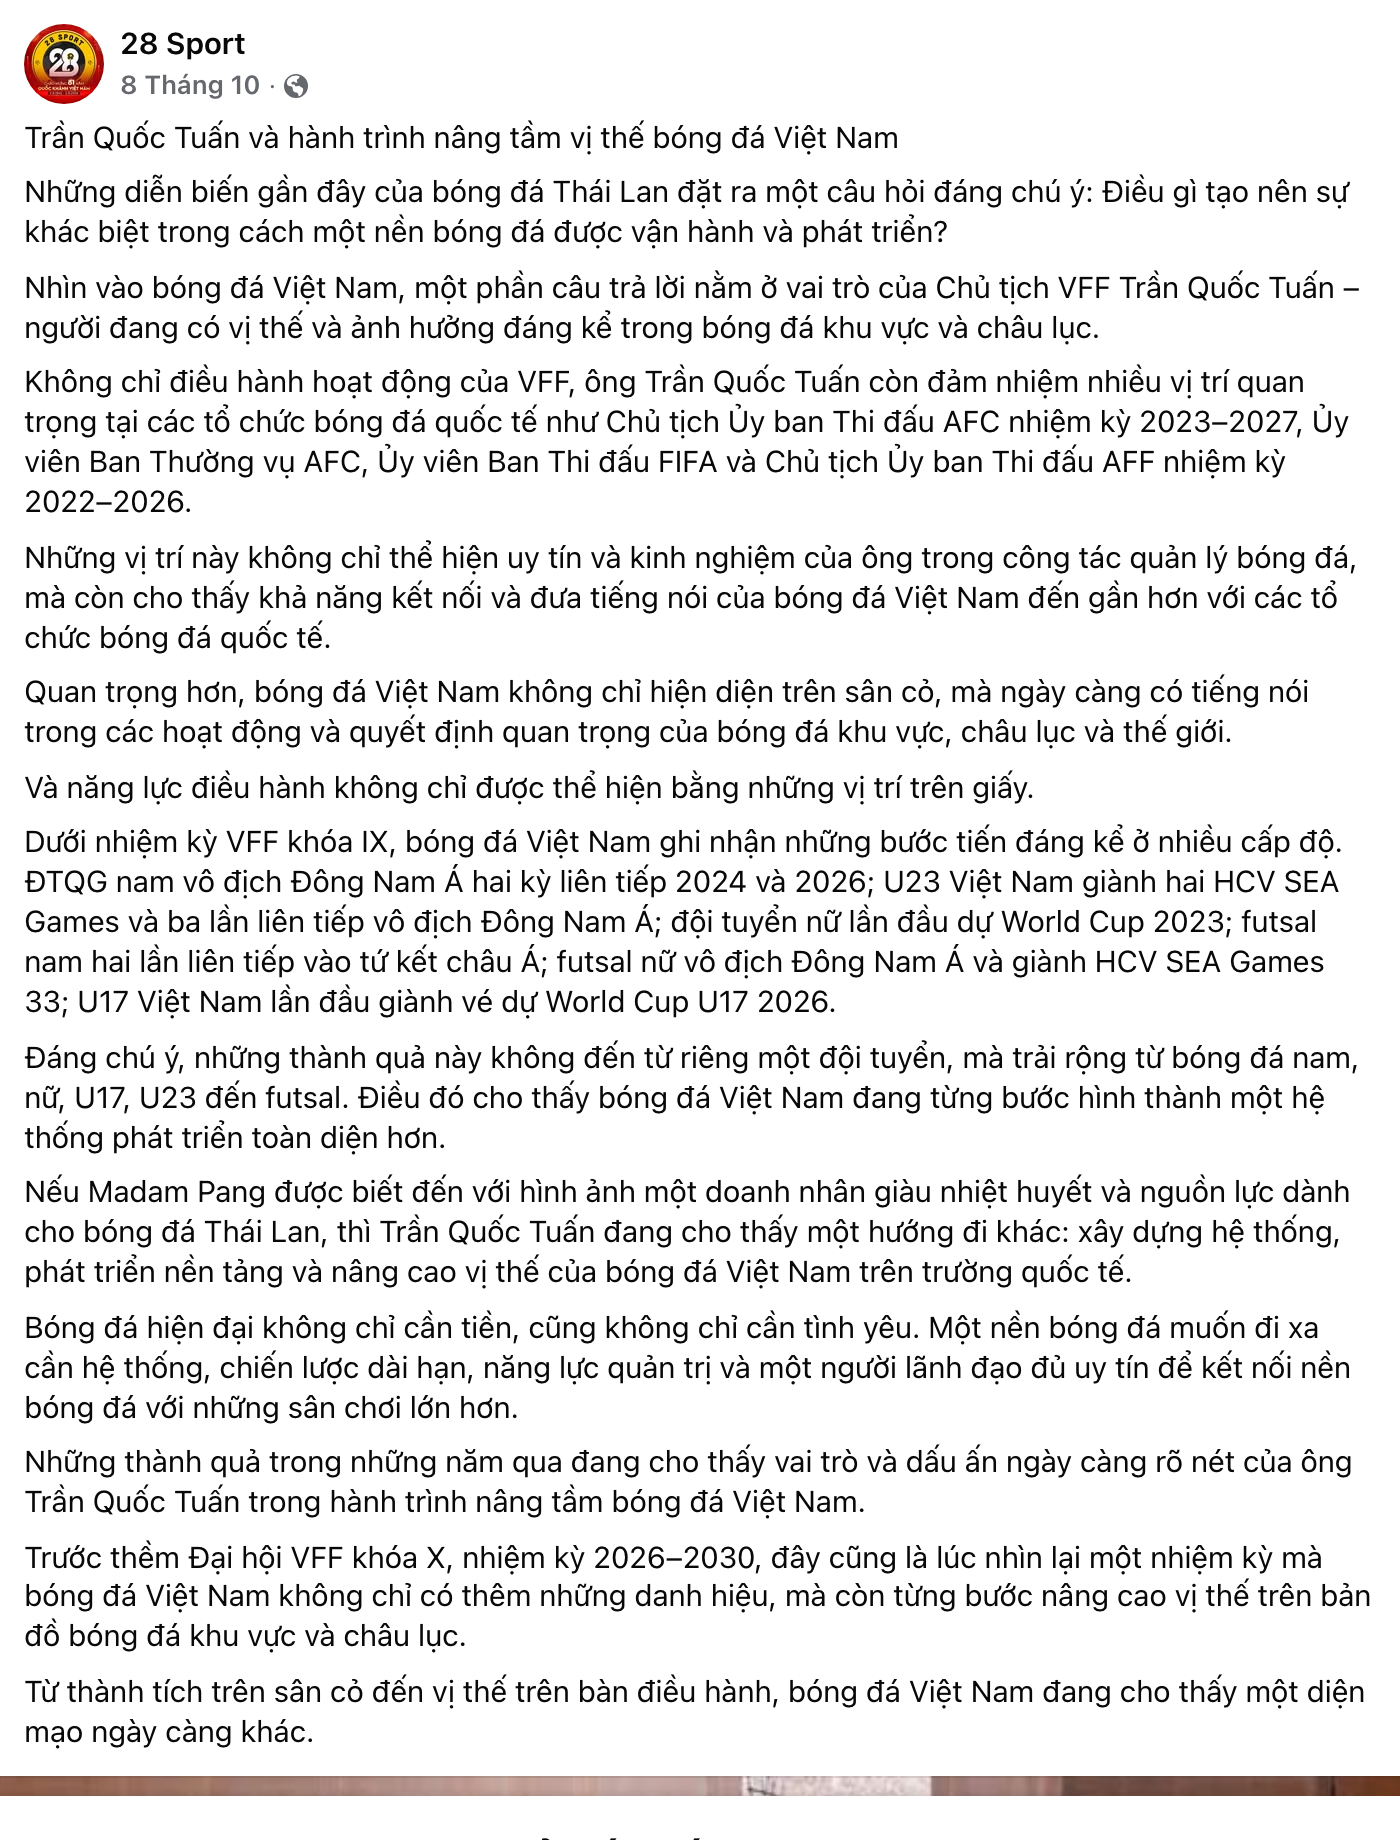 28 SPORT
28
QUỐC KHÁNH VIỆT NAM
28 Sport
8 Tháng 10 ·
Trần Quốc Tuấn và hành trình nâng tầm vị thế bóng đá Việt Nam
Những diễn biến gần đây của bóng đá Thái Lan đặt ra một câu hỏi đáng chú ý: Điều gì tạo nên sự
khác biệt trong cách một nền bóng đá được vận hành và phát triển?
Nhìn vào bóng đá Việt Nam, một phần câu trả lời nằm ở vai trò của Chủ tịch VFF Trần Quốc Tuấn –
người đang có vị thế và ảnh hưởng đáng kể trong bóng đá khu vực và châu lục.
Không chỉ điều hành hoạt động của VFF, ông Trần Quốc Tuấn còn đảm nhiệm nhiều vị trí quan
trọng tại các tổ chức bóng đá quốc tế như Chủ tịch Ủy ban Thi đấu AFC nhiệm kỳ 2023–2027, Ủy
viên Ban Thường vụ AFC, Ủy viên Ban Thi đấu FIFA và Chủ tịch Ủy ban Thi đấu AFF nhiệm kỳ
2022–2026.
Những vị trí này không chỉ thể hiện uy tín và kinh nghiệm của ông trong công tác quản lý bóng đá,
mà còn cho thấy khả năng kết nối và đưa tiếng nói của bóng đá Việt Nam đến gần hơn với các tổ
chức bóng đá quốc tế.
Quan trọng hơn, bóng đá Việt Nam không chỉ hiện diện trên sân cỏ, mà ngày càng có tiếng nói
trong các hoạt động và quyết định quan trọng của bóng đá khu vực, châu lục và thế giới.
Và năng lực điều hành không chỉ được thể hiện bằng những vị trí trên giấy.
Dưới nhiệm kỳ VFF khóa IX, bóng đá Việt Nam ghi nhận những bước tiến đáng kể ở nhiều cấp độ.
ĐTQG nam vô địch Đông Nam Á hai kỳ liên tiếp 2024 và 2026; U23 Việt Nam giành hai HCV SEA
Games và ba lần liên tiếp vô địch Đông Nam Á; đội tuyển nữ lần đầu dự World Cup 2023; futsal
nam hai lần liên tiếp vào tứ kết châu Á; futsal nữ vô địch Đông Nam Á và giành HCV SEA Games
33; U17 Việt Nam lần đầu giành vé dự World Cup U17 2026.
Đáng chú ý, những thành quả này không đến từ riêng một đội tuyển, mà trải rộng từ bóng đá nam,
nữ, U17, U23 đến futsal. Điều đó cho thấy bóng đá Việt Nam đang từng bước hình thành một hệ
thống phát triển toàn diện hơn.
Nếu Madam Pang được biết đến với hình ảnh một doanh nhân giàu nhiệt huyết và nguồn lực dành
cho bóng đá Thái Lan, thì Trần Quốc Tuấn đang cho thấy một hướng đi khác: xây dựng hệ thống,
phát triển nền tảng và nâng cao vị thế của bóng đá Việt Nam trên trường quốc tế.
Bóng đá hiện đại không chỉ cần tiền, cũng không chỉ cần tình yêu. Một nền bóng đá muốn đi xa
cần hệ thống, chiến lược dài hạn, năng lực quản trị và một người lãnh đạo đủ uy tín để kết nối nền
bóng đá với những sân chơi lớn hơn.
Những thành quả trong những năm qua đang cho thấy vai trò và dấu ấn ngày càng rõ nét của ông
Trần Quốc Tuấn trong hành trình nâng tầm bóng đá Việt Nam.
Trước thềm Đại hội VFF khóa X, nhiệm kỳ 2026–2030, đây cũng là lúc nhìn lại một nhiệm kỳ mà
bóng đá Việt Nam không chỉ có thêm những danh hiệu, mà còn từng bước nâng cao vị thế trên bản
đồ bóng đá khu vực và châu lục.
Từ thành tích trên sân cỏ đến vị thế trên bàn điều hành, bóng đá Việt Nam đang cho thấy một diện
mạo ngày càng khác.